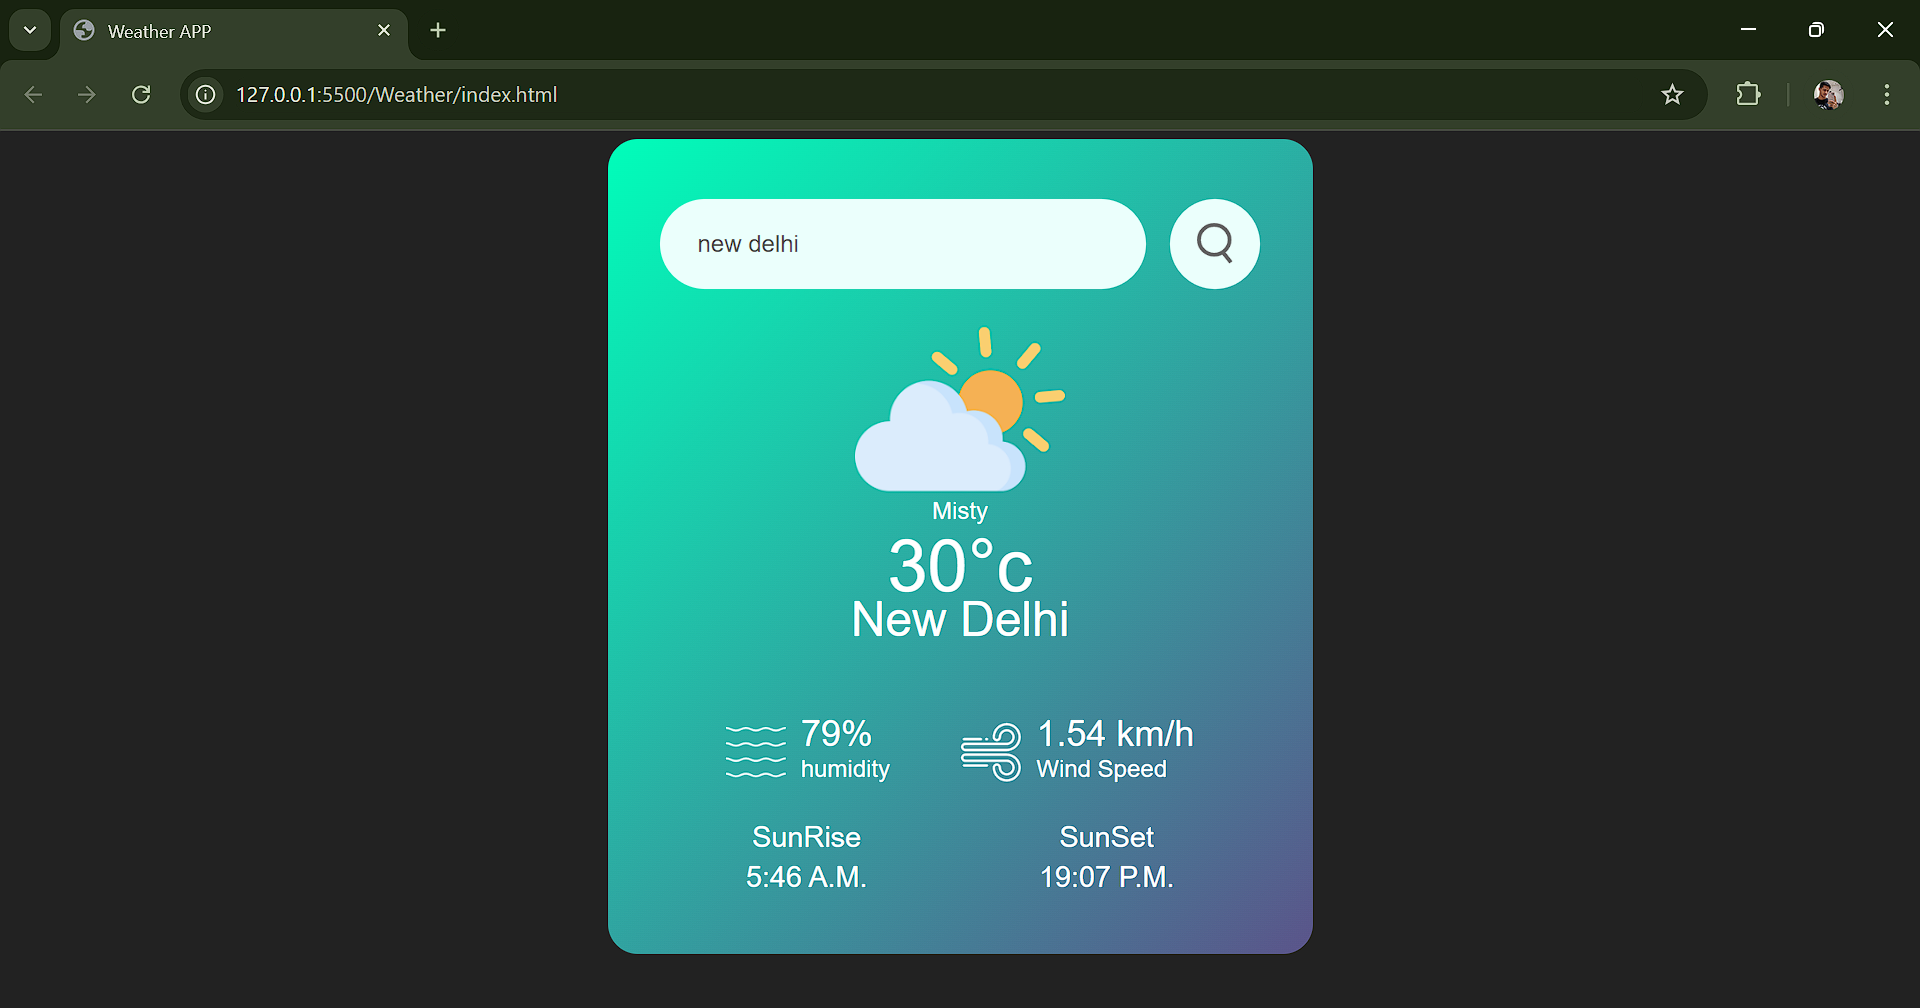 Weather APP
127.0.0.1:5500/Weather/index.html
new delhi
Misty
30°c
New Delhi
79%
humidity
1.54 km/h
Wind Speed
SunRise
5:46 A.M.
SunSet
19:07 P.M.